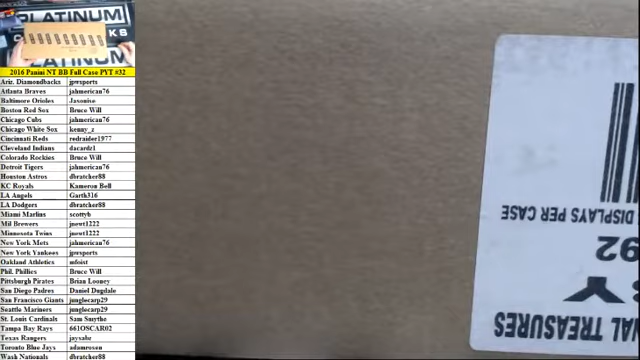 PLATINUM
2016 Panini NT BB Full Case PYT #32
Ariz. Diamondbacks jpwsports
Atlanta Braves jahmerican76
Baltimore Orioles Jaxonise
Boston Red Sox Bruce Will
Chicago Cubs jahmerican76
Chicago White Sox kenny_z
Cincinnati Reds redraider1977
Cleveland Indians dacardz1
Colorado Rockies Bruce Will
Detroit Tigers jahmerican76
Houston Astros dbratcher88
KC Royals Kameron Bell
LA Angels Garth316
LA Dodgers dbratcher88
Miami Marlins scottyb
Mil Brewers jnewt1222
Minnesota Twins jnewt1222
New York Mets jahmerican76
New York Yankees jpwsports
Oakland Athletics mfoist
Phil. Phillies Bruce Will
Pittsburgh Pirates Brian Looney
San Diego Padres Daniel Dugdale
San Francisco Giants junglecarp29
Seattle Mariners junglecarp29
St. Louis Cardinals Sam Smythe
Tampa Bay Rays 661OSCAR02
Texas Rangers jaysabr
Toronto Blue Jays adamrosen
Wash Nationals dbratcher88
DISPLAYS PER CASE
92
AL TREASURES